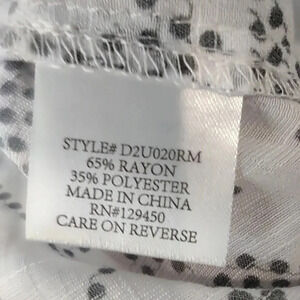 STYLE# D2U020RM
65% RAYON
35% POLYESTER
MADE IN CHINA
RN#129450
CARE ON REVERSE